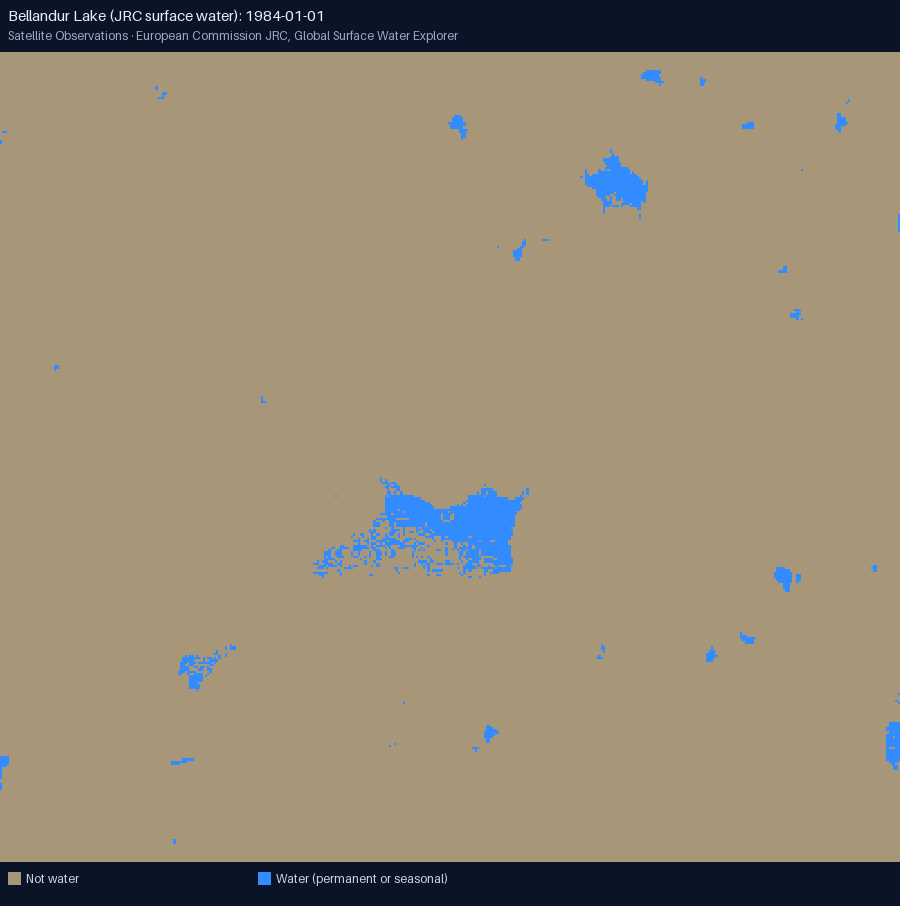 Bellandur Lake (JRC surface water): 1984-01-01
Satellite Observations · European Commission JRC, Global Surface Water Explorer
Not water
Water (permanent or seasonal)